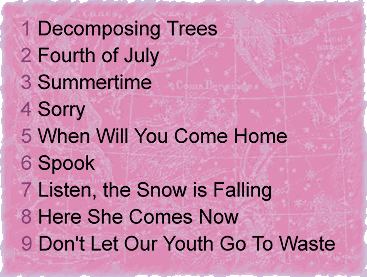 1 Decomposing Trees
2 Fourth of July
3 Summertime
4 Sorry
5 When Will You Come Home
6 Spook
7 Listen, the Snow is Falling
8 Here She Comes Now
9 Don't Let Our Youth Go To Waste